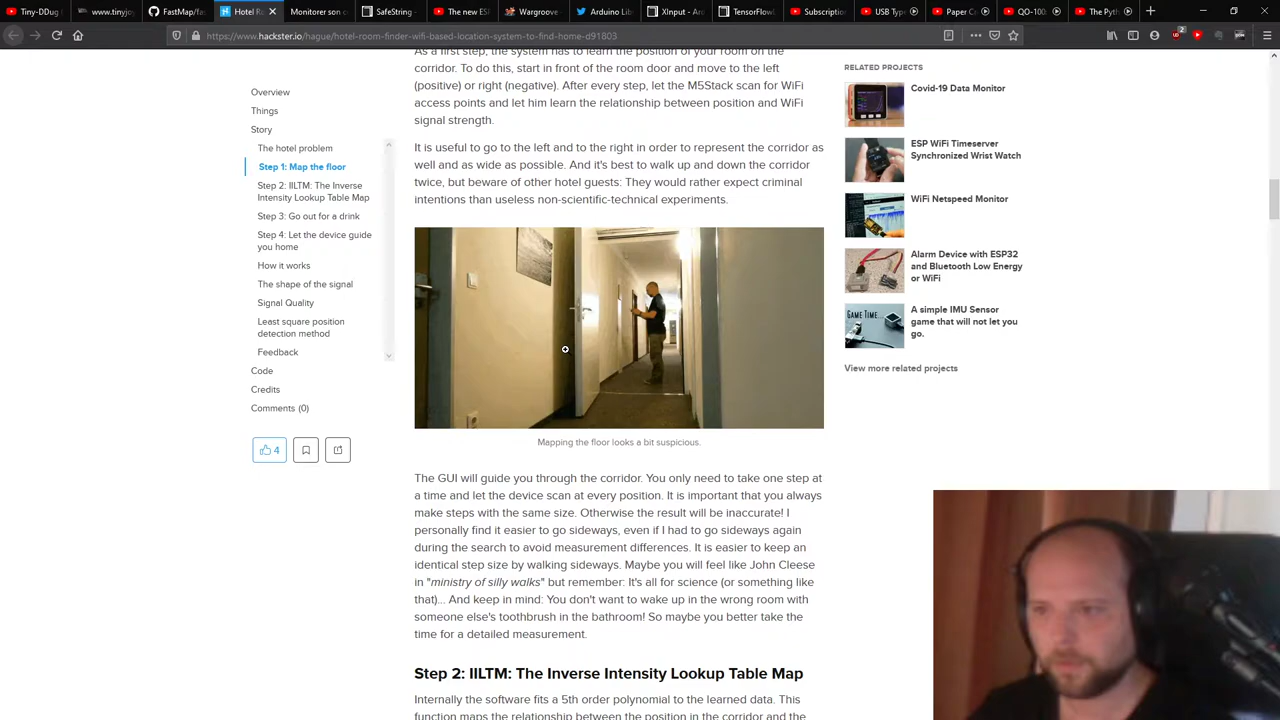 Tiny-DDug
www.tinyjoy
FastMap/fas
Hotel Ro
Monitorer son c
SafeString -
The new ESP
Wargroove -
Arduino Lib
XInput - Ard
TensorFlowL
Subscription
USB Type
Paper C
QO-100:
The Pyth
https://www.hackster.io/hague/hotel-room-finder-wifi-based-location-system-to-find-home-d91803
2
As a first step, the system has to learn the position of your room on the
corridor. To do this, start in front of the room door and move to the left
(positive) or right (negative). After every step, let the M5Stack scan for WiFi
access points and let him learn the relationship between position and WiFi
signal strength.
It is useful to go to the left and to the right in order to represent the corridor as
well and as wide as possible. And it's best to walk up and down the corridor
twice, but beware of other hotel guests: They would rather expect criminal
intentions than useless non-scientific-technical experiments.
Mapping the floor looks a bit suspicious.
The GUI will guide you through the corridor. You only need to take one step at
a time and let the device scan at every position. It is important that you always
make steps with the same size. Otherwise the result will be inaccurate! I
personally find it easier to go sideways, even if I had to go sideways again
during the search to avoid measurement differences. It is easier to keep an
identical step size by walking sideways. Maybe you will feel like John Cleese
in "ministry of silly walks" but remember: It's all for science (or something like
that)... And keep in mind: You don't want to wake up in the wrong room with
someone else's toothbrush in the bathroom! So maybe you better take the
time for a detailed measurement.
Step 2: IILTM: The Inverse Intensity Lookup Table Map
Internally the software fits a 5th order polynomial to the learned data. This
function maps the relationship between the position in the corridor and the
Overview
Things
Story
The hotel problem
Step 1: Map the floor
Step 2: IILTM: The Inverse
Intensity Lookup Table Map
Step 3: Go out for a drink
Step 4: Let the device guide
you home
How it works
The shape of the signal
Signal Quality
Least square position
detection method
Feedback
Code
Credits
Comments (0)
4
RELATED PROJECTS
Covid-19 Data Monitor
ESP WiFi Timeserver
Synchronized Wrist Watch
WiFi Netspeed Monitor
Alarm Device with ESP32
and Bluetooth Low Energy
or WiFi
GAME TIME...
A simple IMU Sensor
game that will not let you
go.
View more related projects